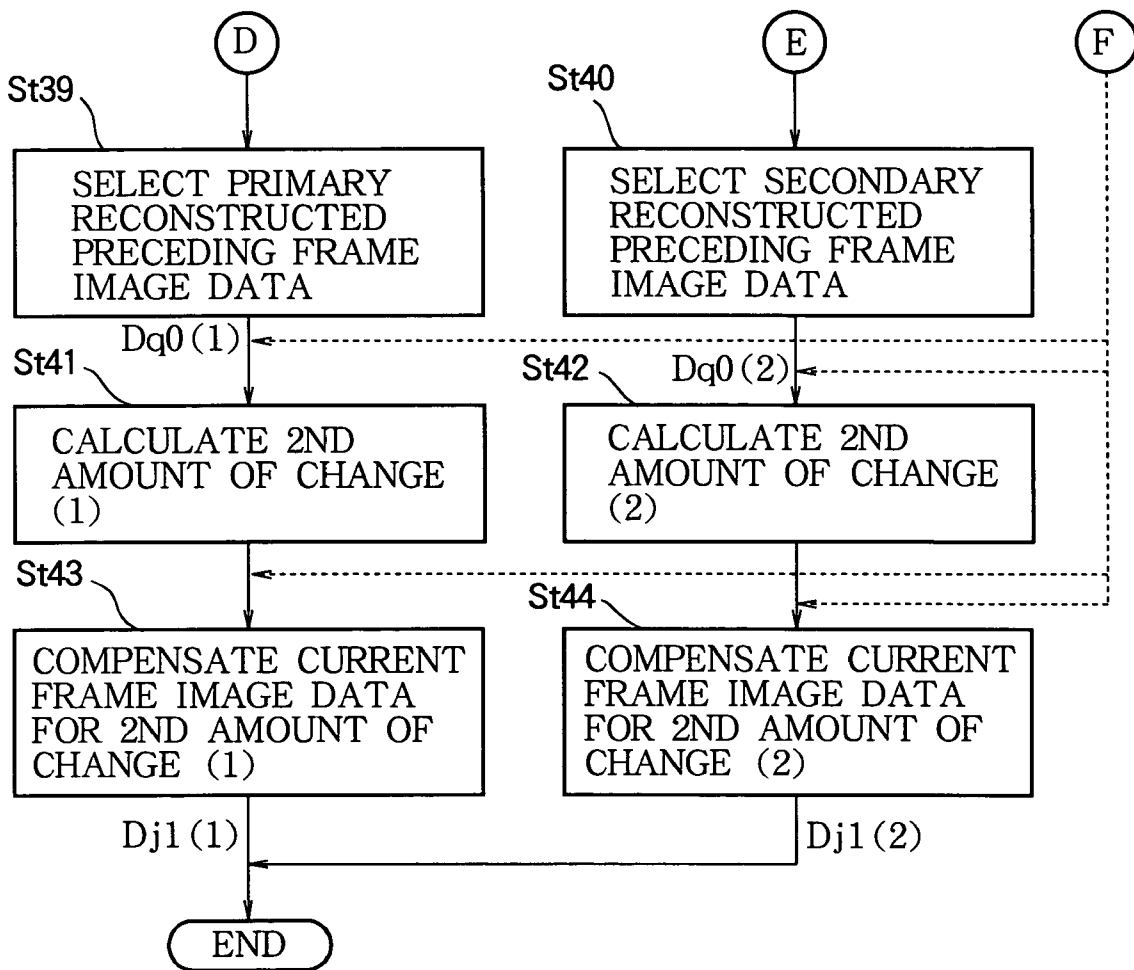 D
E
F
St39
St40
SELECT PRIMARY
RECONSTRUCTED
PRECEDING FRAME
IMAGE DATA
SELECT SECONDARY
RECONSTRUCTED
PRECEDING FRAME
IMAGE DATA
Dq0(1)
Dq0(2)
St41
St42
CALCULATE 2ND
AMOUNT OF CHANGE
(1)
CALCULATE 2ND
AMOUNT OF CHANGE
(2)
St43
St44
COMPENSATE CURRENT
FRAME IMAGE DATA
FOR 2ND AMOUNT OF
CHANGE (1)
COMPENSATE CURRENT
FRAME IMAGE DATA
FOR 2ND AMOUNT OF
CHANGE (2)
Dj1(1)
Dj1(2)
END